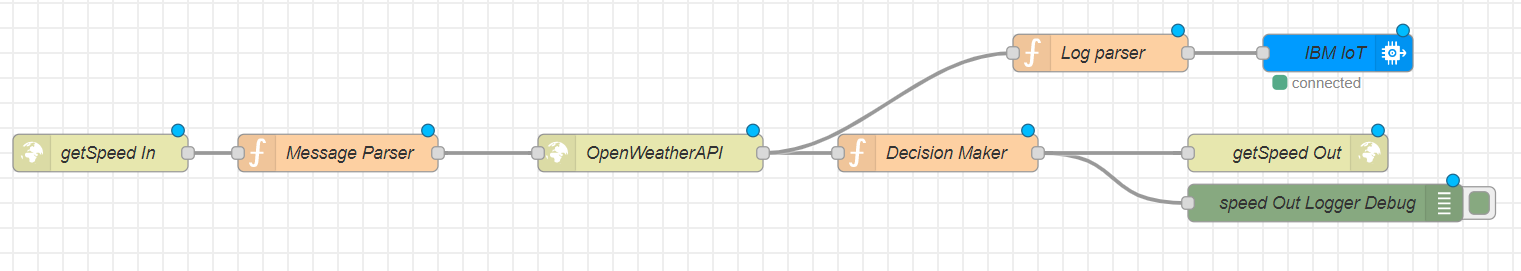 Log parser
IBM IoT
connected
getSpeed In
Message Parser
OpenWeatherAPI
Decision Maker
getSpeed Out
speed Out Logger Debug